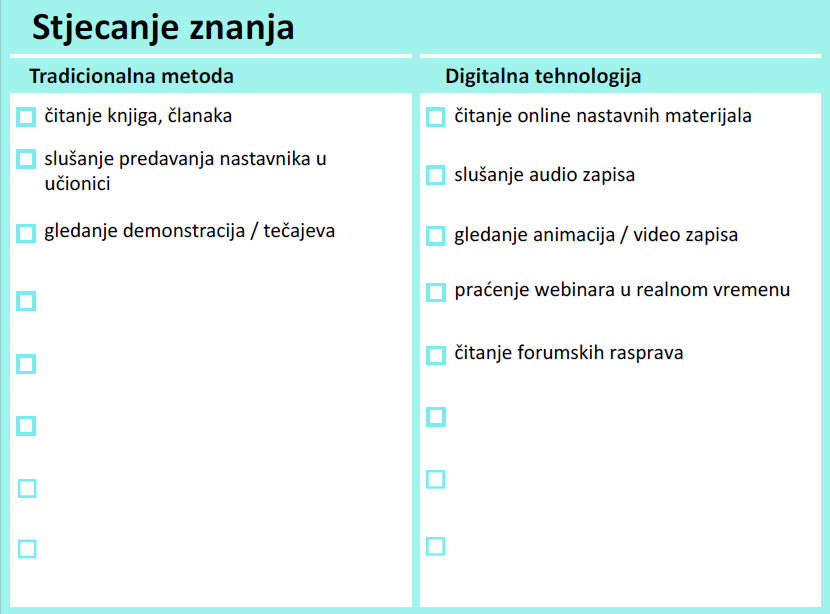 Stjecanje znanja
Tradicionalna metoda
čitanje knjiga, članaka
slušanje predavanja nastavnika u
učionici
gledanje demonstracija / tečajeva
Digitalna tehnologija
čitanje online nastavnih materijala
slušanje audio zapisa
gledanje animacija / video zapisa
praćenje webinara u realnom vremenu
čitanje forumskih rasprava